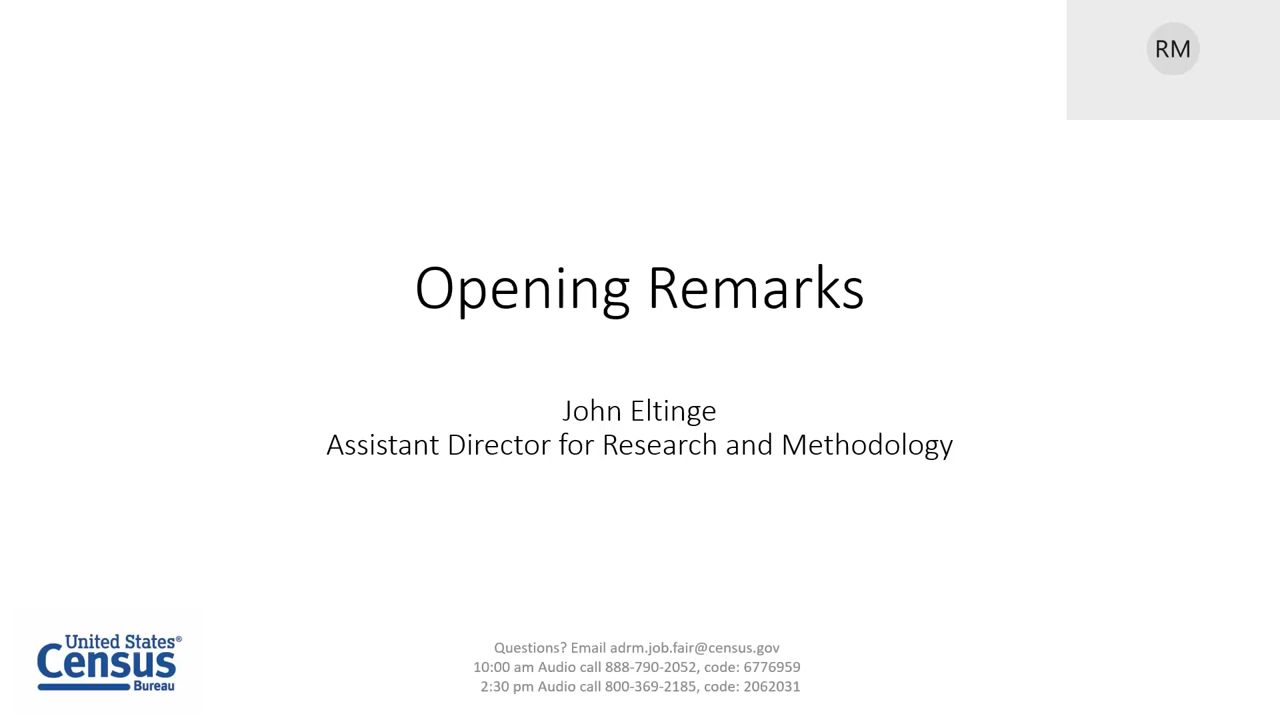 RM
Opening Remarks
John Eltinge
Assistant Director for Research and Methodology
United States®
Census
Bureau
Questions? Email adrm.job.fair@census.gov
10:00 am Audio call 888-790-2052, code: 6776959
2:30 pm Audio call 800-369-2185, code: 2062031